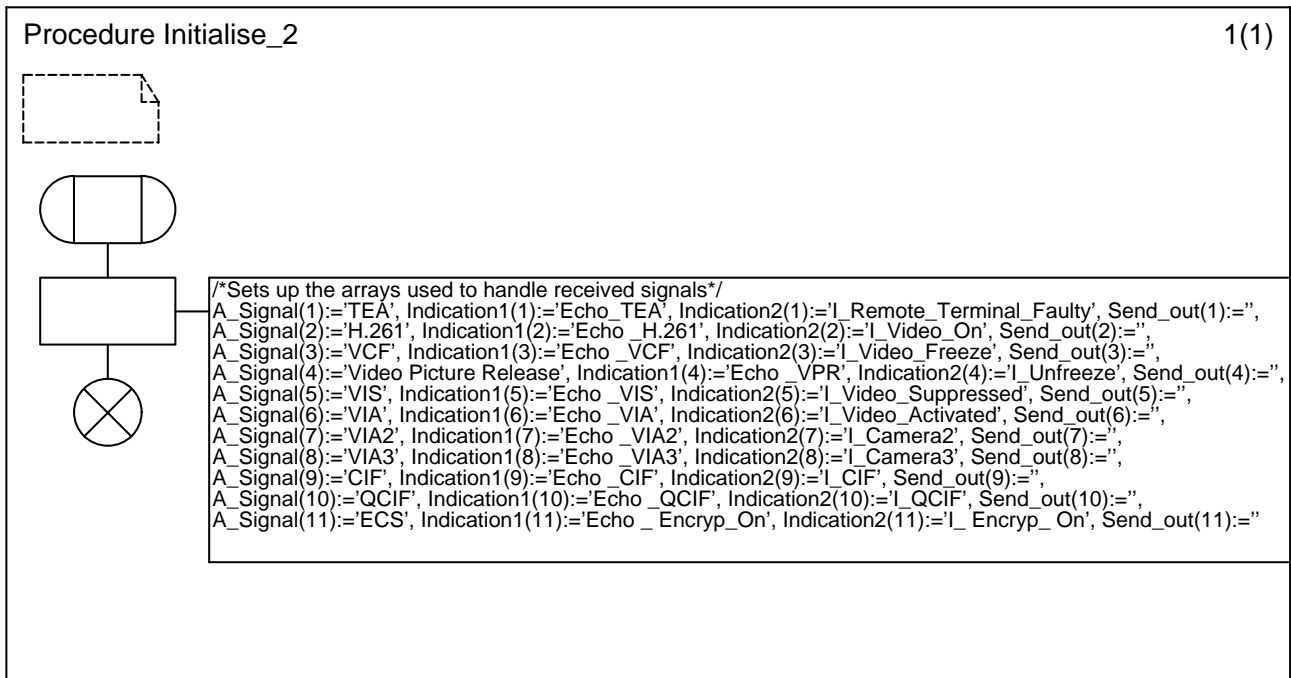 Procedure Initialise_2
1(1)
/*Sets up the arrays used to handle received signals*/
A_Signal(1):=’TEA’, Indication1(1):=’Echo_TEA’, Indication2(1):=’I_Remote_Terminal_Faulty’, Send_out(1):=’’,
A_Signal(2):=’H.261’, Indication1(2):=’Echo _H.261’, Indication2(2):=’I_Video_On’, Send_out(2):=’’,
A_Signal(3):=’VCF’, Indication1(3):=’Echo _VCF’, Indication2(3):=’I_Video_Freeze’, Send_out(3):=’’,
A_Signal(4):=’Video Picture Release’, Indication1(4):=’Echo _VPR’, Indication2(4):=’I_Unfreeze’, Send_out(4):=’’,
A_Signal(5):=’VIS’, Indication1(5):=’Echo _VIS’, Indication2(5):=’I_Video_Suppressed’, Send_out(5):=’’,
A_Signal(6):=’VIA’, Indication1(6):=’Echo _VIA’, Indication2(6):=’I_Video_Activated’, Send_out(6):=’’,
A_Signal(7):=’VIA2’, Indication1(7):=’Echo _VIA2’, Indication2(7):=’I_Camera2’, Send_out(7):=’’,
A_Signal(8):=’VIA3’, Indication1(8):=’Echo _VIA3’, Indication2(8):=’I_Camera3’, Send_out(8):=’’,
A_Signal(9):=’CIF’, Indication1(9):=’Echo _CIF’, Indication2(9):=’I_CIF’, Send_out(9):=’’,
A_Signal(10):=’QCIF’, Indication1(10):=’Echo _QCIF’, Indication2(10):=’I_QCIF’, Send_out(10):=’’,
A_Signal(11):=’ECS’, Indication1(11):=’Echo _ Encryp_On’, Indication2(11):=’I_ Encryp_ On’, Send_out(11):=’’